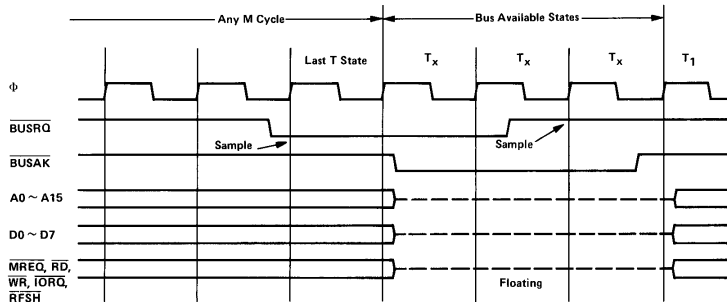 Any M Cycle
Bus Available States
Last T State
Tx
Tx
Tx
T1
Φ
BUSRQ
Sample
Sample
BUSAK
A0 ~ A15
D0 ~ D7
MREQ, RD,
WR, IORQ,
RFSH
Floating